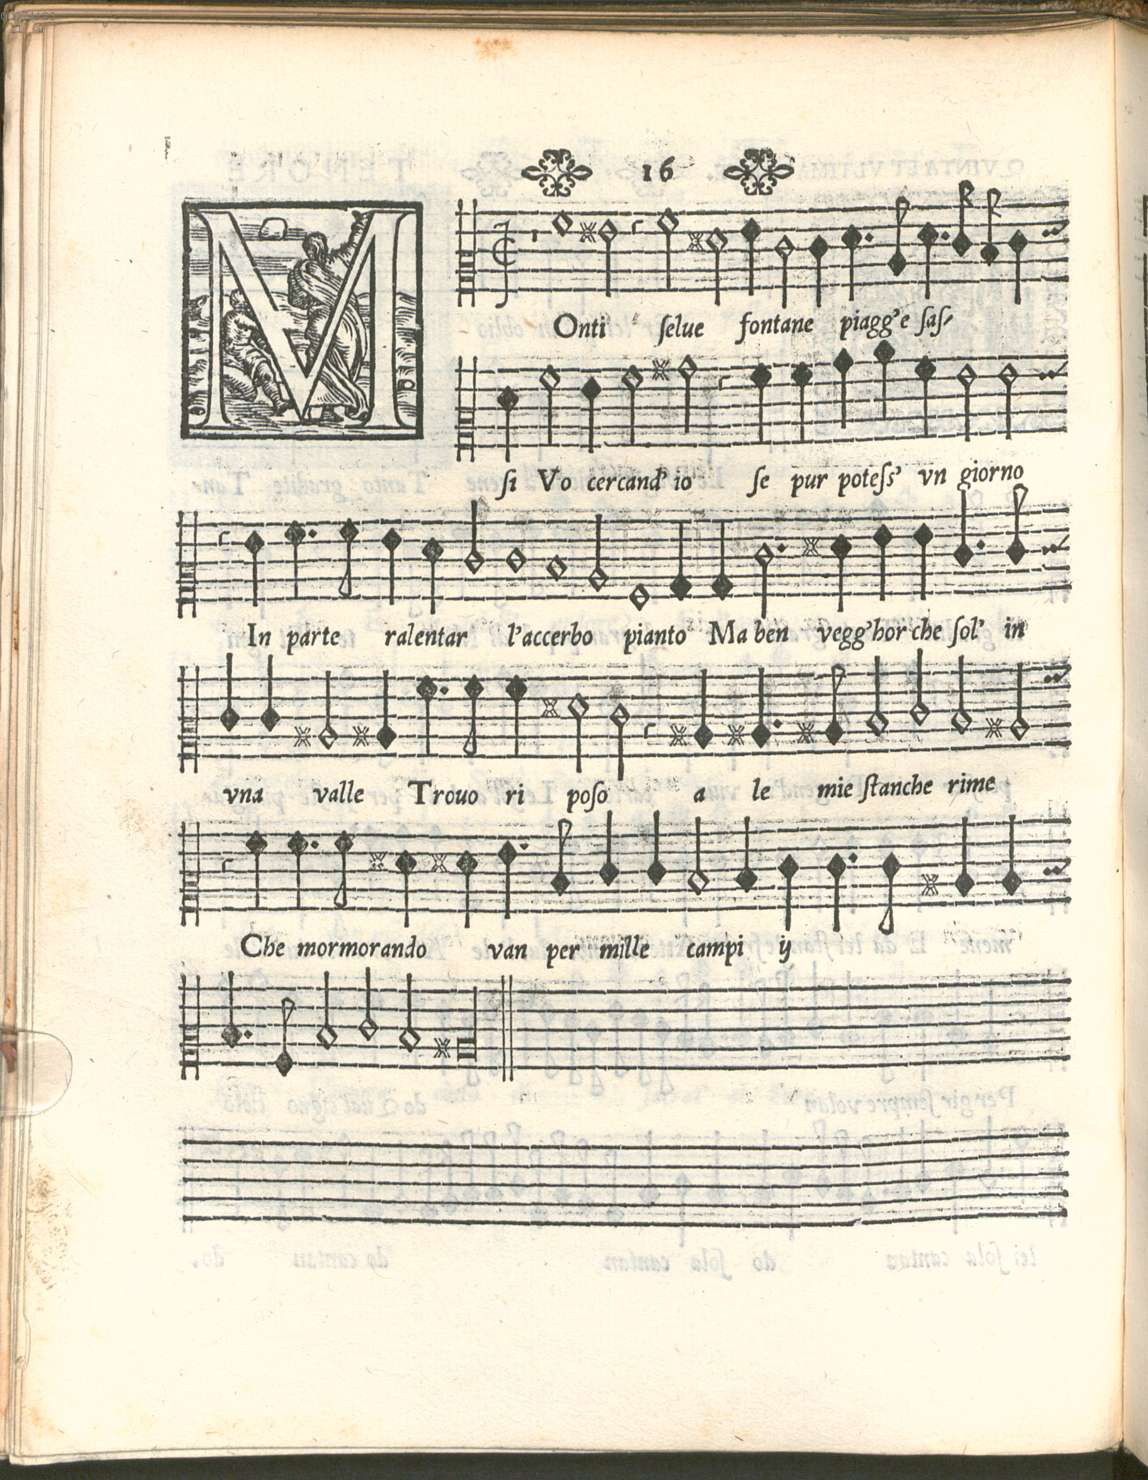 16
MOnti selue fontane piagg'e sas-
si Vo cercand' io se pur potess' vn giorno
In parte ralentar l'accerbo pianto Ma ben vegg'hor che sol' in
vna valle Trouo ri poso a le mie stanche rime
Che mormorando van per mille campi ij